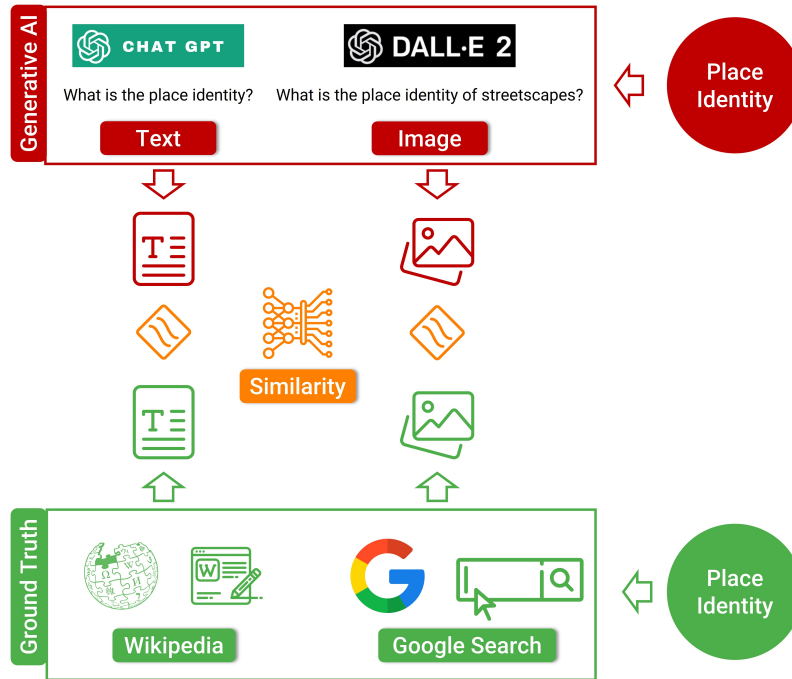 Generative AI
CHAT GPT
DALL·E 2
What is the place identity?
What is the place identity of streetscapes?
Text
Image
Place
Identity
T
T
Similarity
T
T
Ground Truth
W
Wikipedia
G
Google Search
Place
Identity